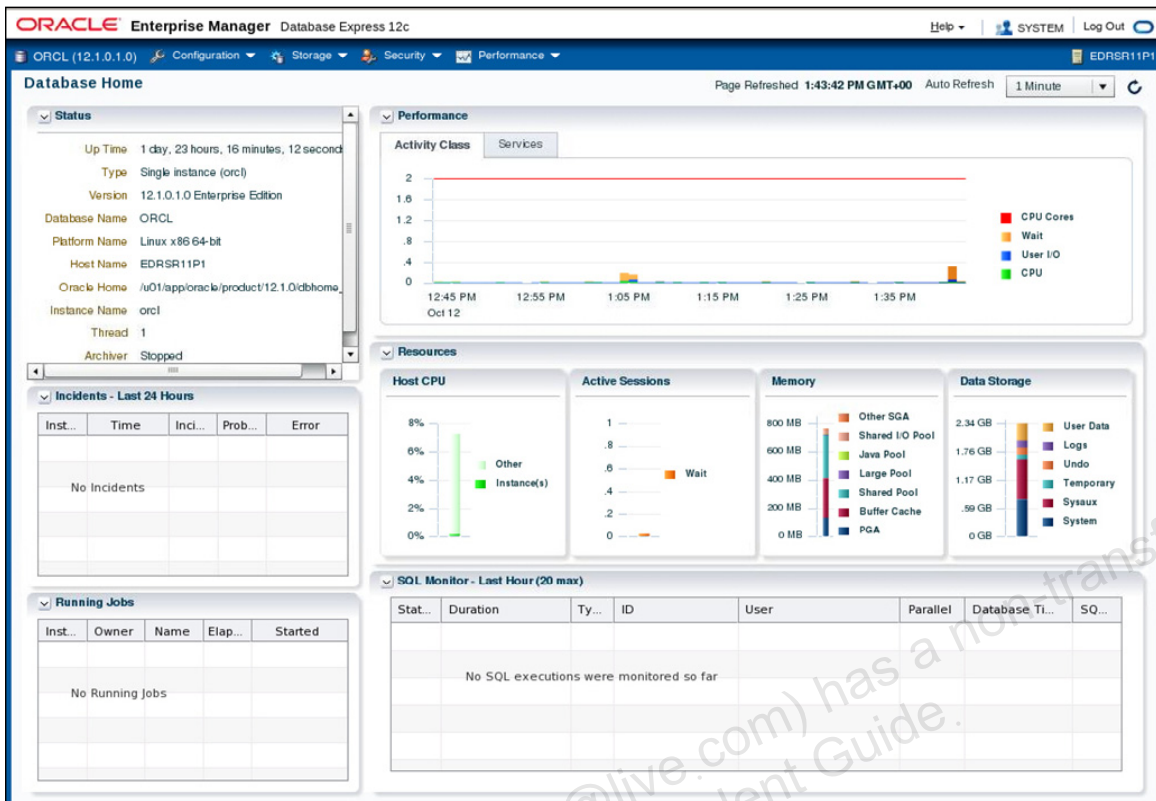 ORACLE Enterprise Manager Database Express 12c
Help SYSTEM Log Out
ORCL (12.1.0.1.0) Configuration Storage Security Performance EDRSR11P1
Database Home
Page Refreshed 1:43:42 PM GMT+00 Auto Refresh 1 Minute
Status
Up Time 1 day, 23 hours, 16 minutes, 12 second
Type Single instance (orcl)
Version 12.1.0.1.0 Enterprise Edition
Database Name ORCL
Platform Name Linux x86 64-bit
Host Name EDRSR11P1
Oracle Home /u01/app/oracle/product/12.1.0/dbhome_
Instance Name orcl
Thread 1
Archiver Stopped
Incidents - Last 24 Hours
Inst... Time Inci... Prob... Error
No Incidents
Running Jobs
Inst... Owner Name Elap... Started
No Running Jobs
Performance
Activity Class Services
2
1.6
1.2
.8
.4
0
12:45 PM 12:55 PM 1:05 PM 1:15 PM 1:25 PM 1:35 PM
Oct 12
CPU Cores
Wait
User I/O
CPU
Resources
Host CPU
8%
6%
4%
2%
0%
Other
Instance(s)
Active Sessions
1
.8
.6
.4
.2
0
Wait
Memory
800 MB
600 MB
400 MB
200 MB
0 MB
Other SGA
Shared I/O Pool
Java Pool
Large Pool
Shared Pool
Buffer Cache
PGA
Data Storage
2.34 GB
1.76 GB
1.17 GB
.59 GB
0 GB
User Data
Logs
Undo
Temporary
Sysaux
System
SQL Monitor - Last Hour (20 max)
Stat... Duration Ty... ID User Parallel Database Ti... SQ...
No SQL executions were monitored so far
has a non-transf
live.com)
Guide.